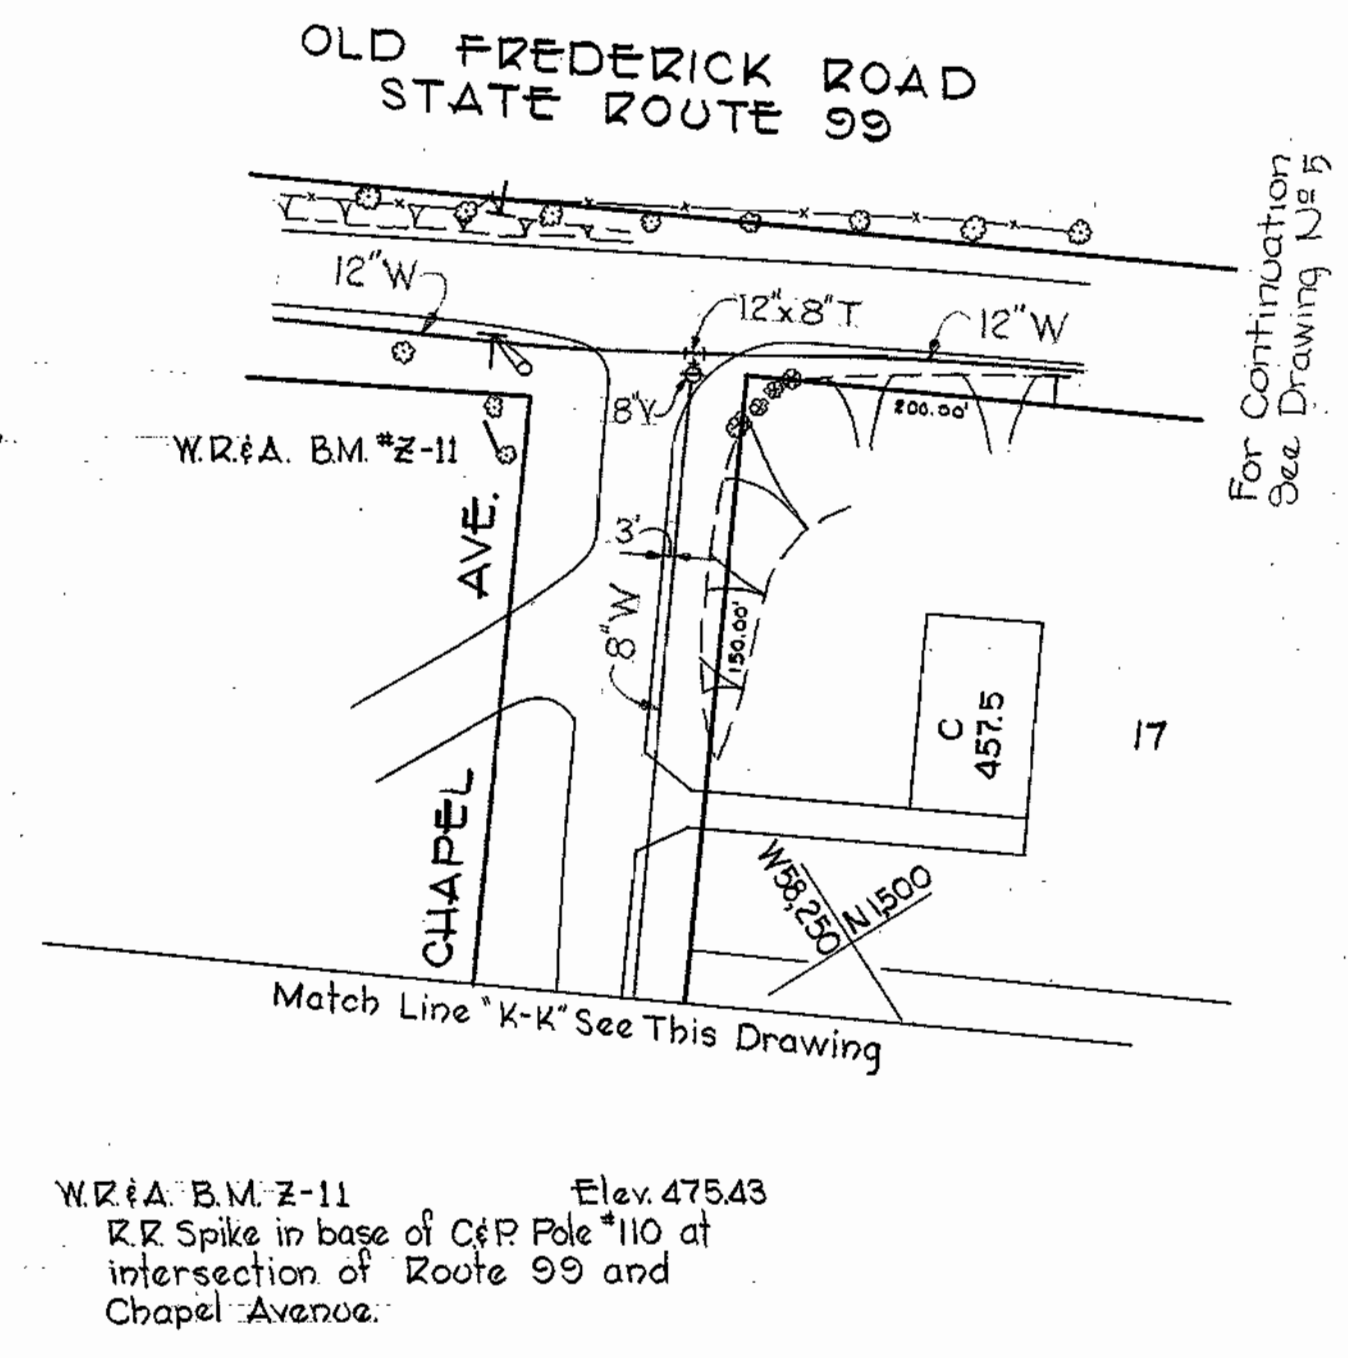 OLD FREDERICK ROAD
STATE ROUTE 99
For Continuation
See Drawing Nº 5
12"W
12"x8"T
12"W
8"V
200.00'
W.R.&A. B.M. #Z-11
CHAPEL AVE.
3'
8"W
150.00'
C
457.5
17
W58,250
N1,500
Match Line "K-K" See This Drawing
W.R.&A. B.M. Z-11 Elev. 475.43
R.R. Spike in base of C.&P. Pole #110 at
intersection of Route 99 and
Chapel Avenue.